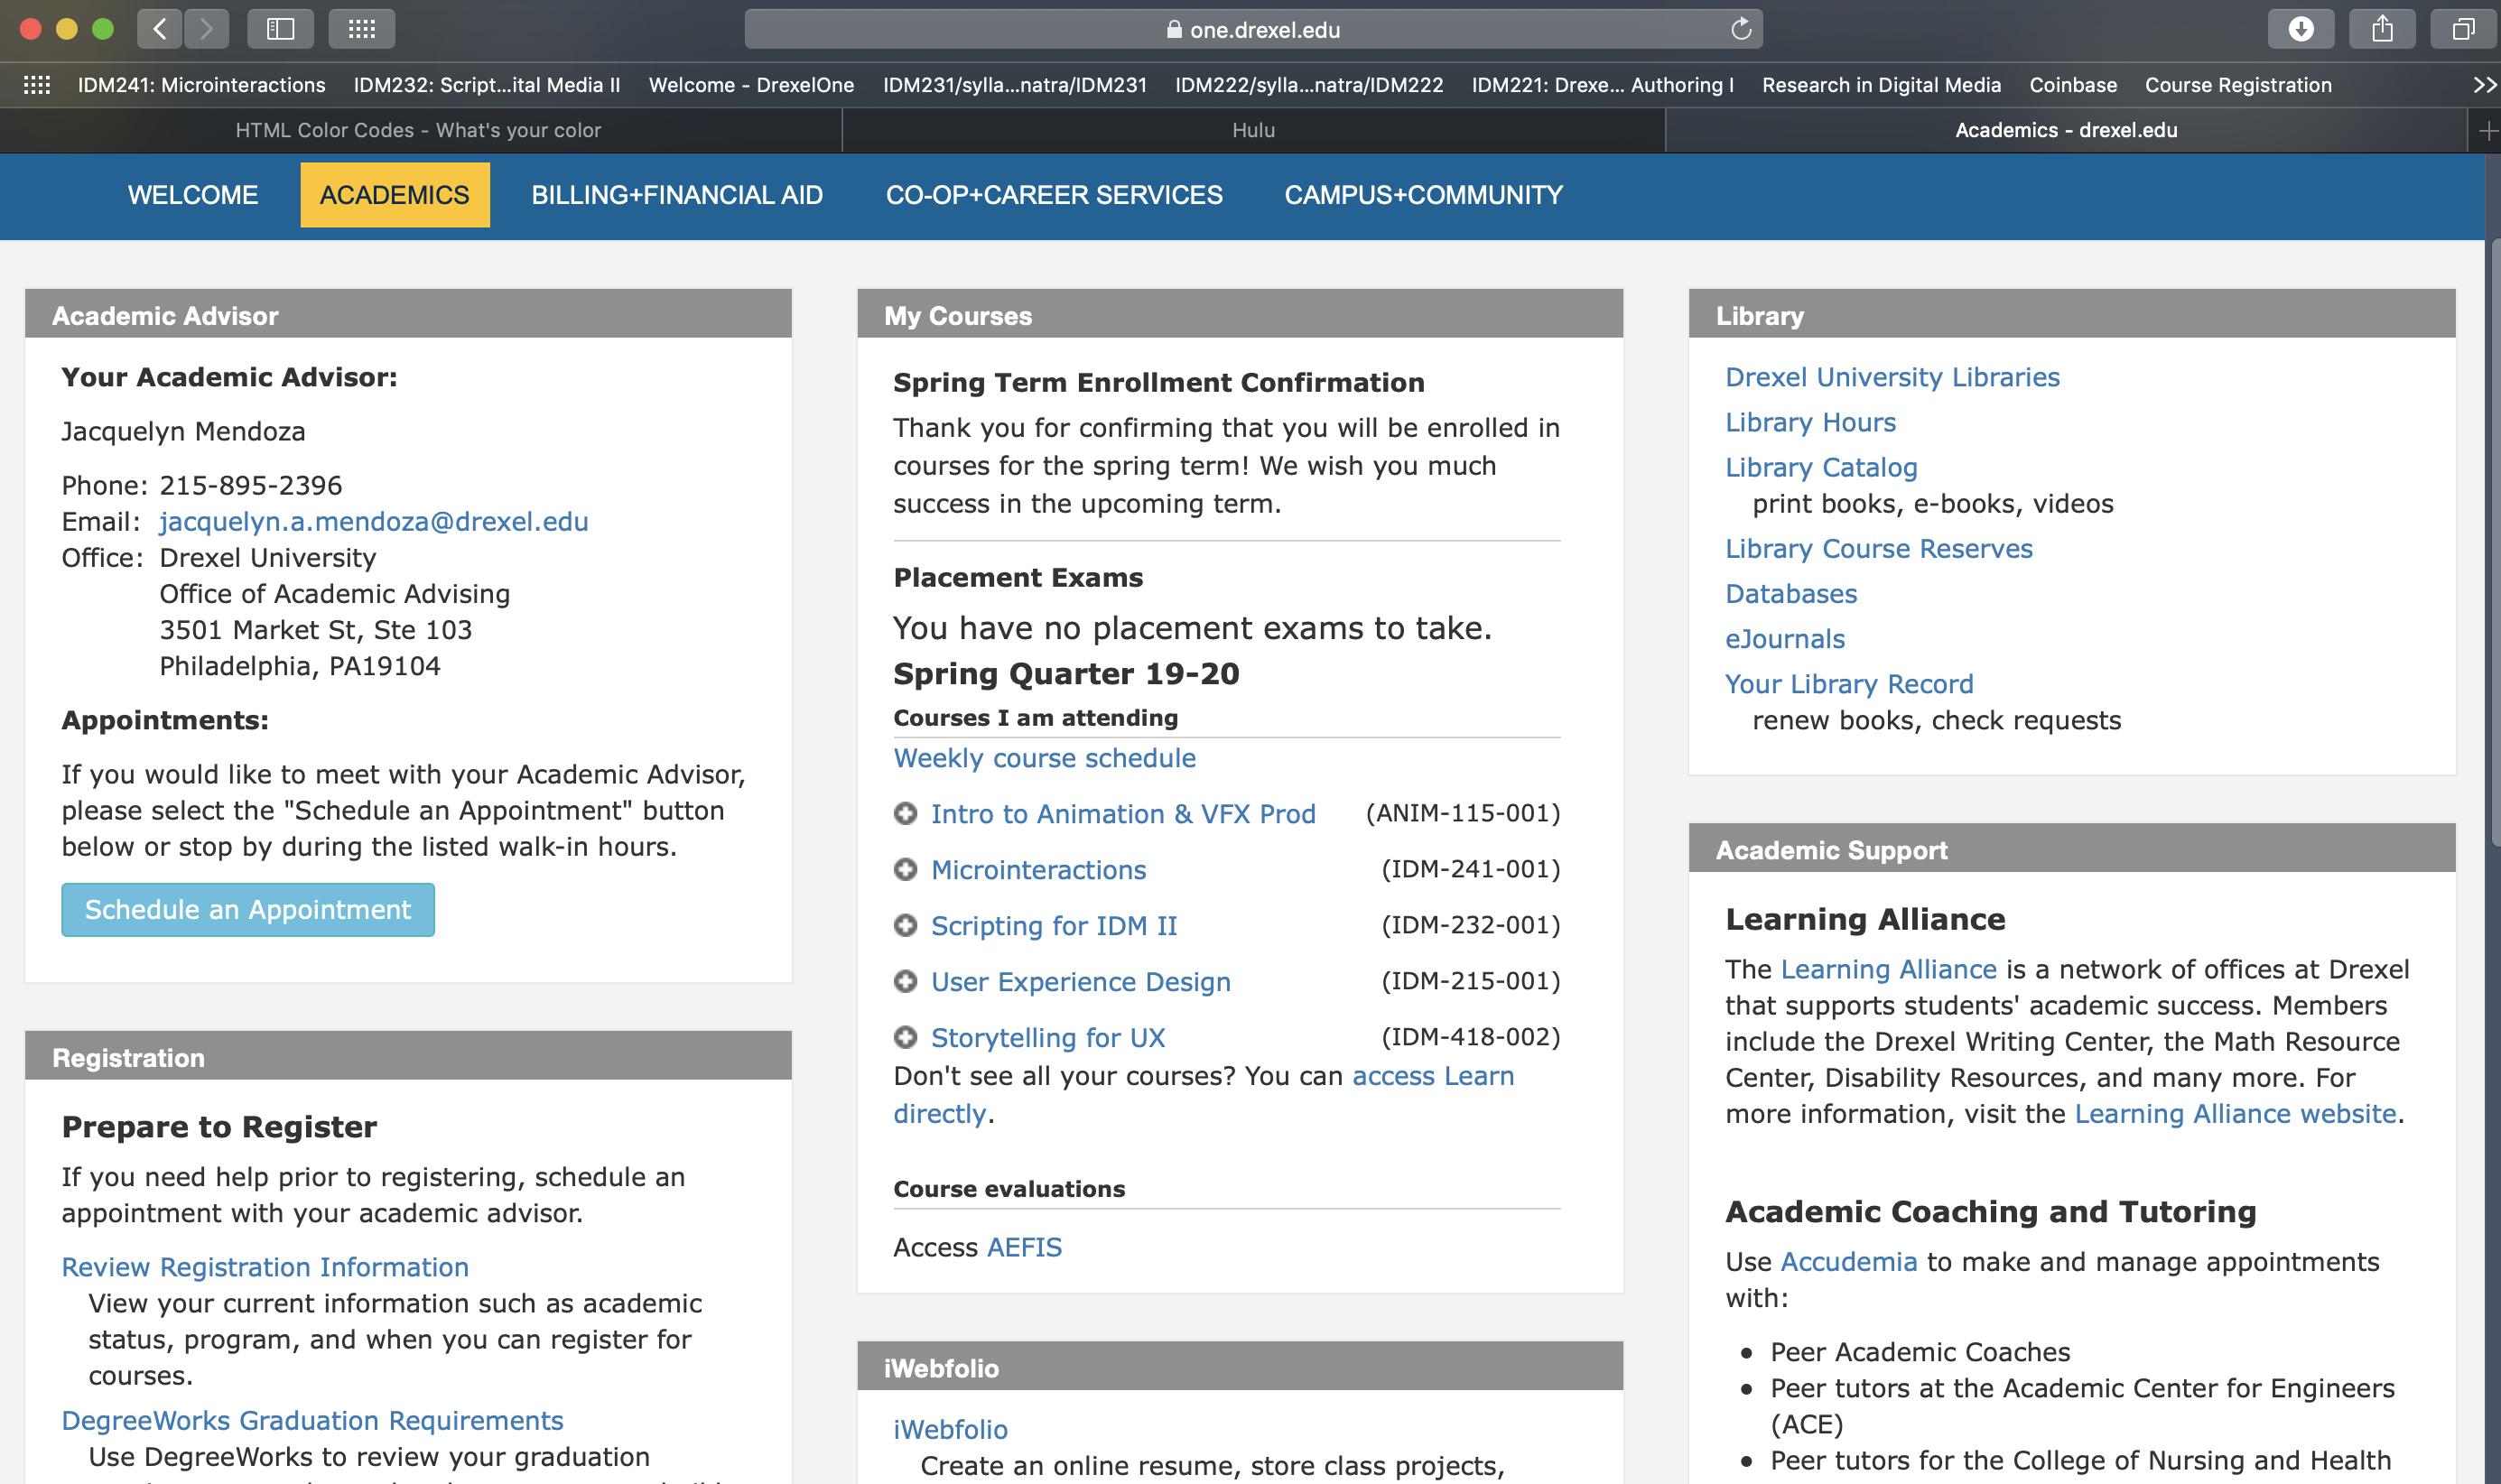 one.drexel.edu
IDM241: Microinteractions
IDM232: Script...ital Media II
Welcome - DrexelOne
IDM231/sylla...natra/IDM231
IDM222/sylla...natra/IDM222
IDM221: Drexe... Authoring I
Research in Digital Media
Coinbase
Course Registration
HTML Color Codes - What's your color
Hulu
Academics - drexel.edu
WELCOME
ACADEMICS
BILLING+FINANCIAL AID
CO-OP+CAREER SERVICES
CAMPUS+COMMUNITY
Academic Advisor
Your Academic Advisor:
Jacquelyn Mendoza
Phone: 215-895-2396
Email: jacquelyn.a.mendoza@drexel.edu
Office: Drexel University
Office of Academic Advising
3501 Market St, Ste 103
Philadelphia, PA19104
Appointments:
If you would like to meet with your Academic Advisor,
please select the "Schedule an Appointment" button
below or stop by during the listed walk-in hours.
Schedule an Appointment
Registration
Prepare to Register
If you need help prior to registering, schedule an
appointment with your academic advisor.
Review Registration Information
View your current information such as academic
status, program, and when you can register for
courses.
DegreeWorks Graduation Requirements
Use DegreeWorks to review your graduation
My Courses
Spring Term Enrollment Confirmation
Thank you for confirming that you will be enrolled in
courses for the spring term! We wish you much
success in the upcoming term.
Placement Exams
You have no placement exams to take.
Spring Quarter 19-20
Courses I am attending
Weekly course schedule
Intro to Animation & VFX Prod (ANIM-115-001)
Microinteractions (IDM-241-001)
Scripting for IDM II (IDM-232-001)
User Experience Design (IDM-215-001)
Storytelling for UX (IDM-418-002)
Don't see all your courses? You can access Learn
directly.
Course evaluations
Access AEFIS
iWebfolio
iWebfolio
Create an online resume, store class projects,
Library
Drexel University Libraries
Library Hours
Library Catalog
print books, e-books, videos
Library Course Reserves
Databases
eJournals
Your Library Record
renew books, check requests
Academic Support
Learning Alliance
The Learning Alliance is a network of offices at Drexel
that supports students' academic success. Members
include the Drexel Writing Center, the Math Resource
Center, Disability Resources, and many more. For
more information, visit the Learning Alliance website.
Academic Coaching and Tutoring
Use Accudemia to make and manage appointments
with:
Peer Academic Coaches
Peer tutors at the Academic Center for Engineers
(ACE)
Peer tutors for the College of Nursing and Health